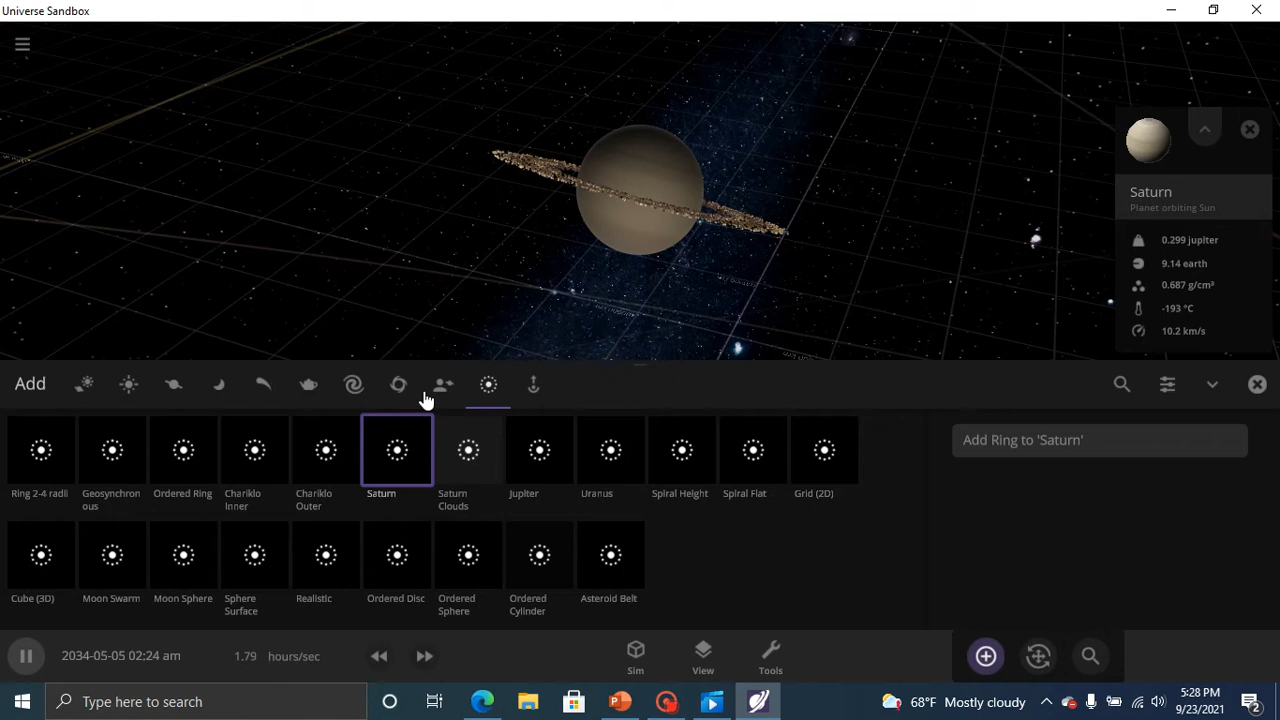 Universe Sandbox
Saturn
Planet orbiting Sun
0.299 jupiter
9.14 earth
0.687 g/cm³
-193 °C
10.2 km/s
Add
Add Ring to 'Saturn'
Ring 2-4 radii
Geosynchron
ous
Ordered Ring
Chariklo
Inner
Chariklo
Outer
Saturn
Saturn
Clouds
Jupiter
Uranus
Spiral Height
Spiral Flat
Grid (2D)
Cube (3D)
Moon Swarm
Moon Sphere
Sphere
Surface
Realistic
Ordered Disc
Ordered
Sphere
Ordered
Cylinder
Asteroid Belt
2034-05-05 02:24 am
1.79 hours/sec
Sim
View
Tools
Type here to search
68°F Mostly cloudy
5:28 PM
9/23/2021
2